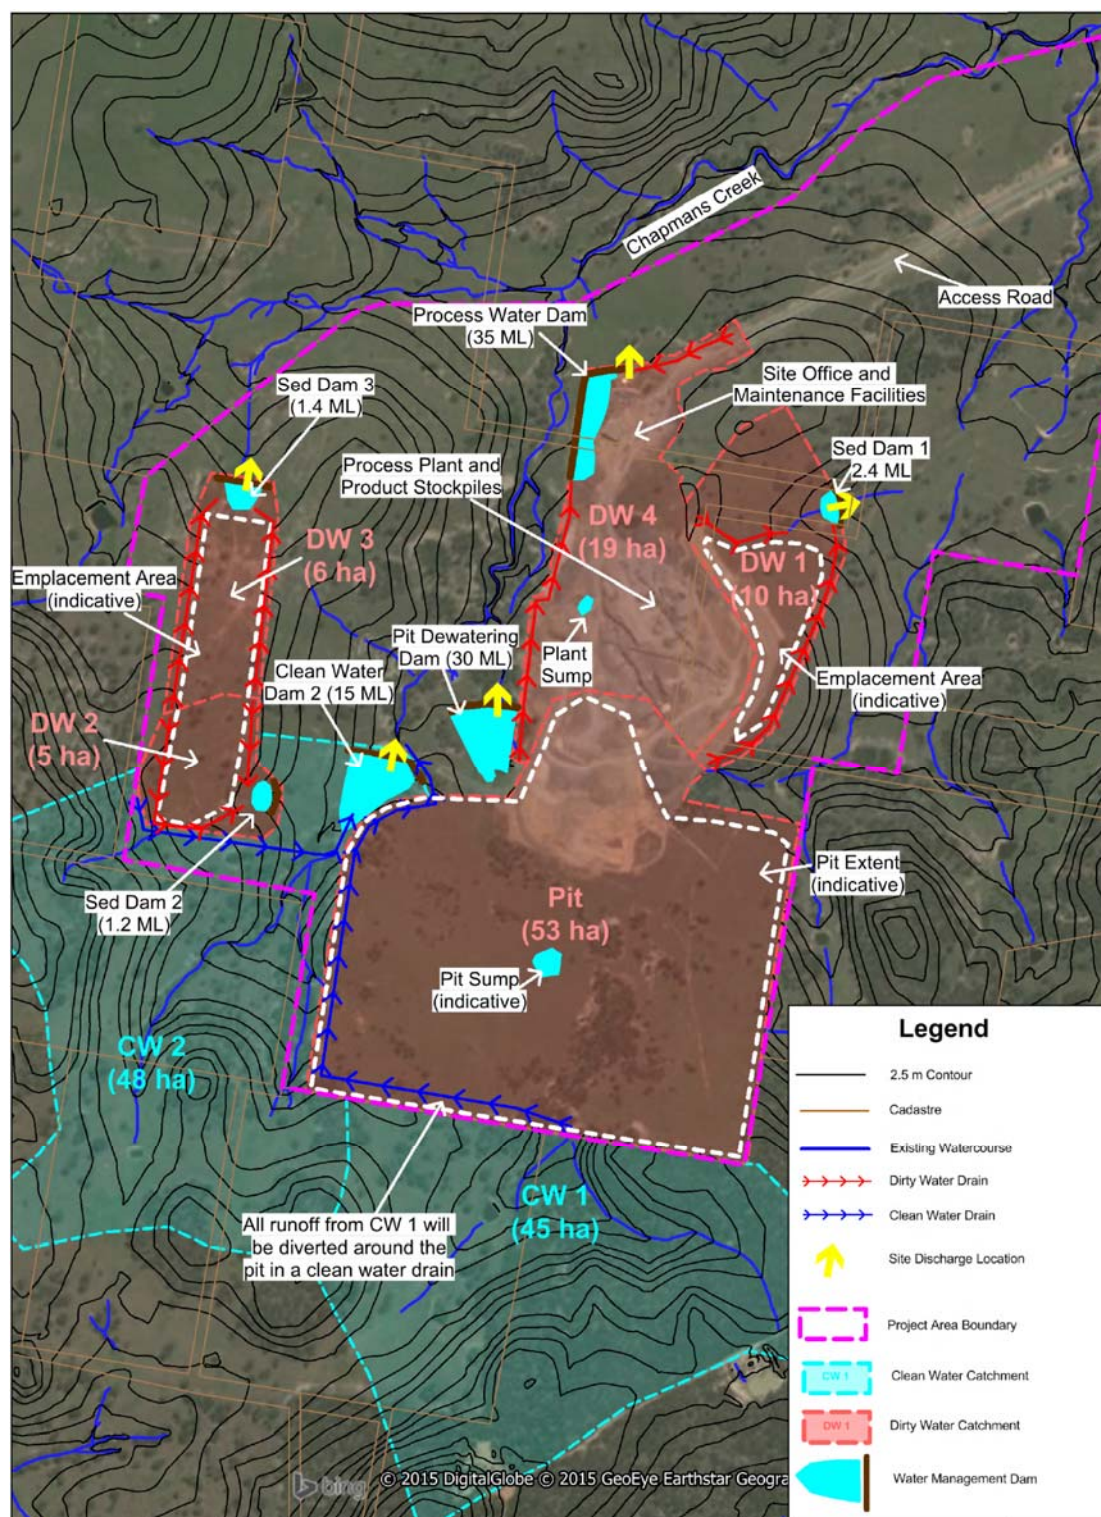 Chapmans Creek
Access Road
Process Water Dam
(35 ML)
Site Office and
Maintenance Facilities
Sed Dam 3
(1.4 ML)
Sed Dam 1
2.4 ML)
Process Plant and
Product Stockpiles
DW 4
(19 ha)
DW 3
(6 ha)
DW 1
(10 ha)
Emplacement Area
(indicative)
Pit Dewatering
Dam (30 ML)
Plant
Sump
Clean Water
Dam 2 (15 ML)
Emplacement Area
(indicative)
DW 2
(5 ha)
Pit Extent
(indicative)
Sed Dam 2
(1.2 ML)
Pit
(53 ha)
Pit Sump
(indicative)
CW 2
(48 ha)
CW 1
(45 ha)
All runoff from CW 1 will
be diverted around the
pit in a clean water drain
Legend
2.5 m Contour
Cadastre
Existing Watercourse
Dirty Water Drain
Clean Water Drain
Site Discharge Location
Project Area Boundary
CW 1
Clean Water Catchment
DW 1
Dirty Water Catchment
Water Management Dam
bing
© 2015 DigitalGlobe © 2015 GeoEye Earthstar Geogra